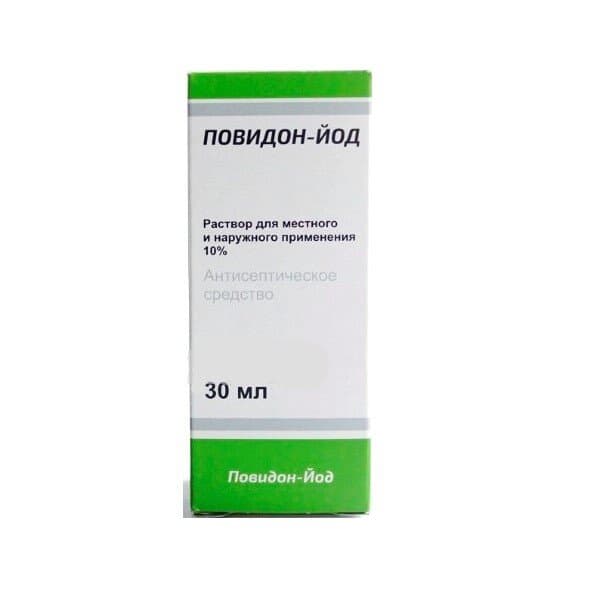 ПОВИДОН-ЙОД
Раствор для местного
и наружного применения
10%
Антисептическое
средство
30 мл
Повидон-Йод